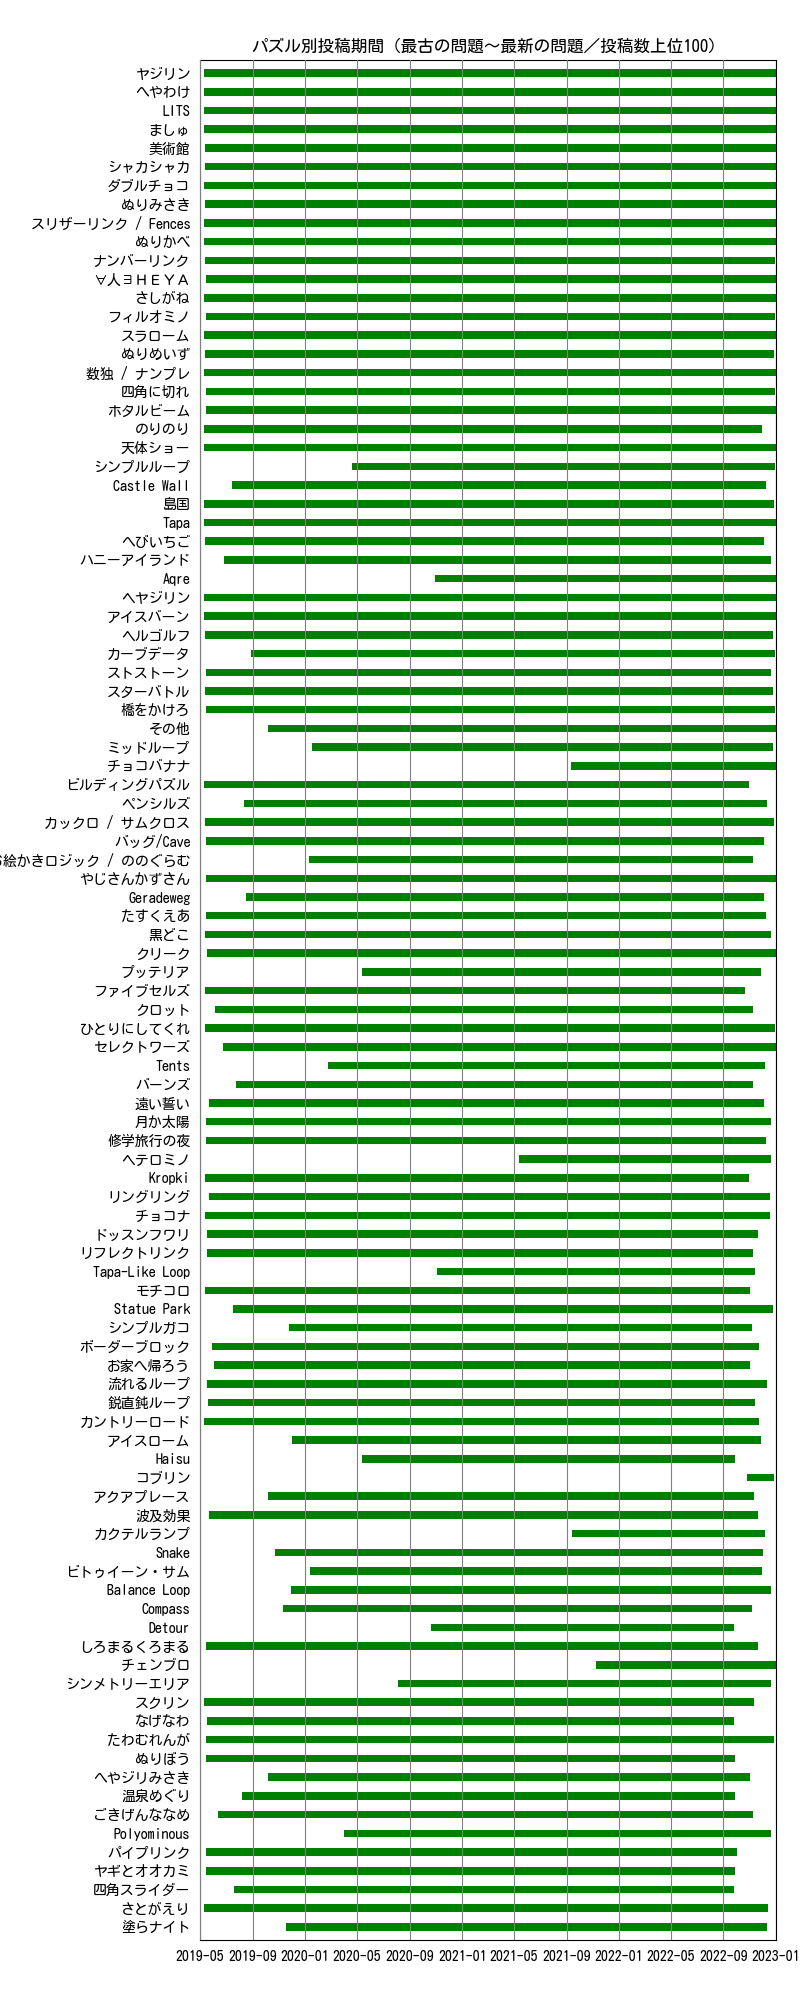 パズル別投稿期間（最古の問題～最新の問題／投稿数上位100）
ヤジリン
へやわけ
LITS
ましゅ
美術館
シャカシャカ
ダブルチョコ
ぬりみさき
スリザーリンク / Fences
ぬりかべ
ナンバーリンク
∀人∃ＨＥＹＡ
さしがね
フィルオミノ
スラローム
ぬりめいず
数独 / ナンプレ
四角に切れ
ホタルビーム
のりのり
天体ショー
シンプルループ
Castle Wall
島国
Tapa
へびいちご
ハニーアイランド
Aqre
ヘヤジリン
アイスバーン
ヘルゴルフ
カーブデータ
ストストーン
スターバトル
橋をかけろ
その他
ミッドループ
チョコバナナ
ビルディングパズル
ペンシルズ
カックロ / サムクロス
バッグ/Cave
絵かきロジック / ののぐらむ
やじさんかずさん
Geradeweg
たすくえあ
黒どこ
クリーク
プッテリア
ファイブセルズ
クロット
ひとりにしてくれ
セレクトワーズ
Tents
バーンズ
遠い誓い
月か太陽
修学旅行の夜
ヘテロミノ
Kropki
リングリング
チョコナ
ドッスンフワリ
リフレクトリンク
Tapa-Like Loop
モチコロ
Statue Park
シンプルガコ
ボーダーブロック
お家へ帰ろう
流れるループ
鋭直鈍ループ
カントリーロード
アイスローム
Haisu
コブリン
アクアプレース
波及効果
カクテルランプ
Snake
ビトゥイーン・サム
Balance Loop
Compass
Detour
しろまるくろまる
チェンブロ
シンメトリーエリア
スクリン
なげなわ
たわむれんが
ぬりぼう
へやジリみさき
温泉めぐり
ごきげんななめ
Polyominous
パイプリンク
ヤギとオオカミ
四角スライダー
さとがえり
塗らナイト
2019-05 2019-09 2020-01 2020-05 2020-09 2021-01 2021-05 2021-09 2022-01 2022-05 2022-09 2023-01